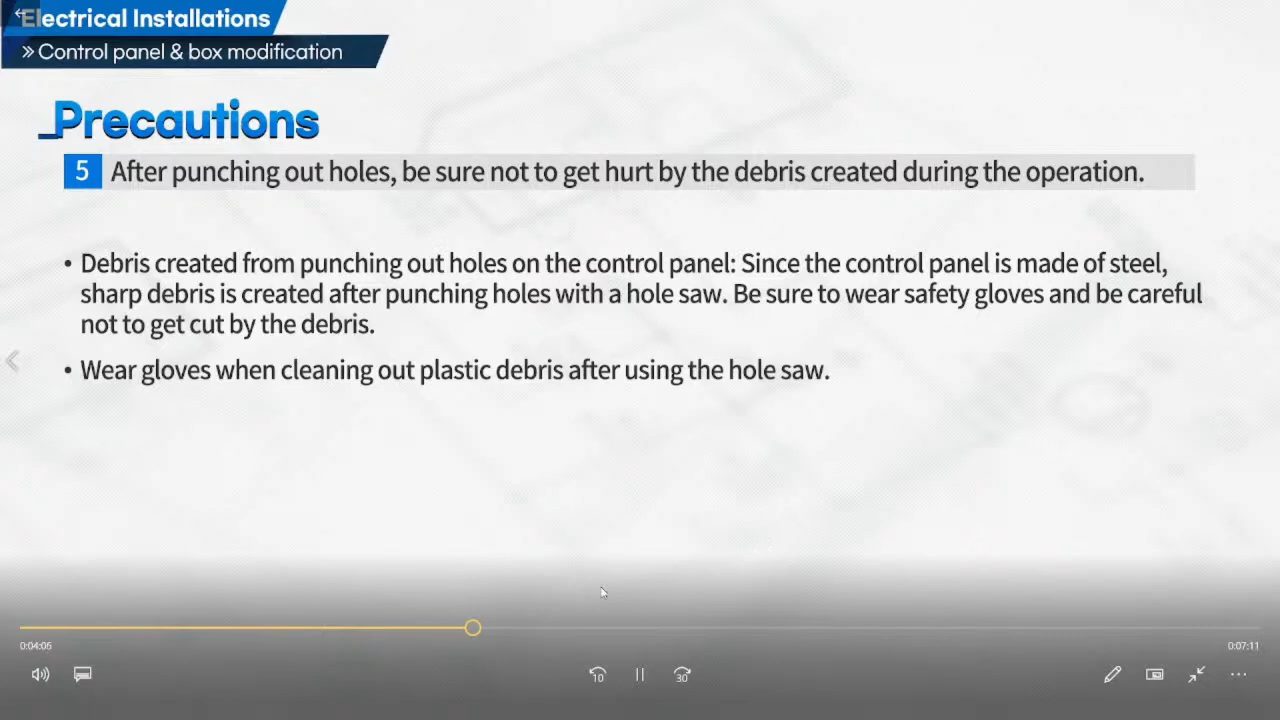 Electrical Installations
» Control panel & box modification
Precautions
5 After punching out holes, be sure not to get hurt by the debris created during the operation.
• Debris created from punching out holes on the control panel: Since the control panel is made of steel,
sharp debris is created after punching holes with a hole saw. Be sure to wear safety gloves and be careful
not to get cut by the debris.
• Wear gloves when cleaning out plastic debris after using the hole saw.
0:04:05
0:07:11
10
30